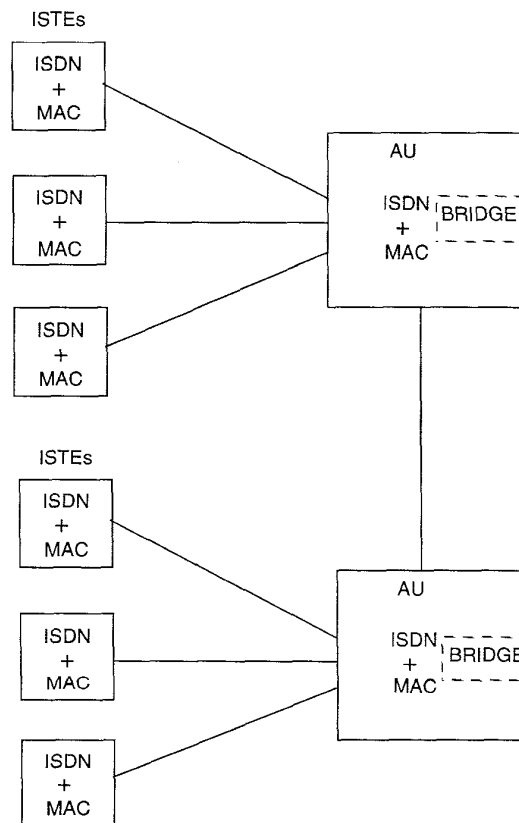 ISTEs
ISDN
+
MAC
ISDN
+
MAC
ISDN
+
MAC
AU
ISDN
+
MAC
BRIDGE
ISTEs
ISDN
+
MAC
ISDN
+
MAC
ISDN
+
MAC
AU
ISDN
+
MAC
BRIDGE